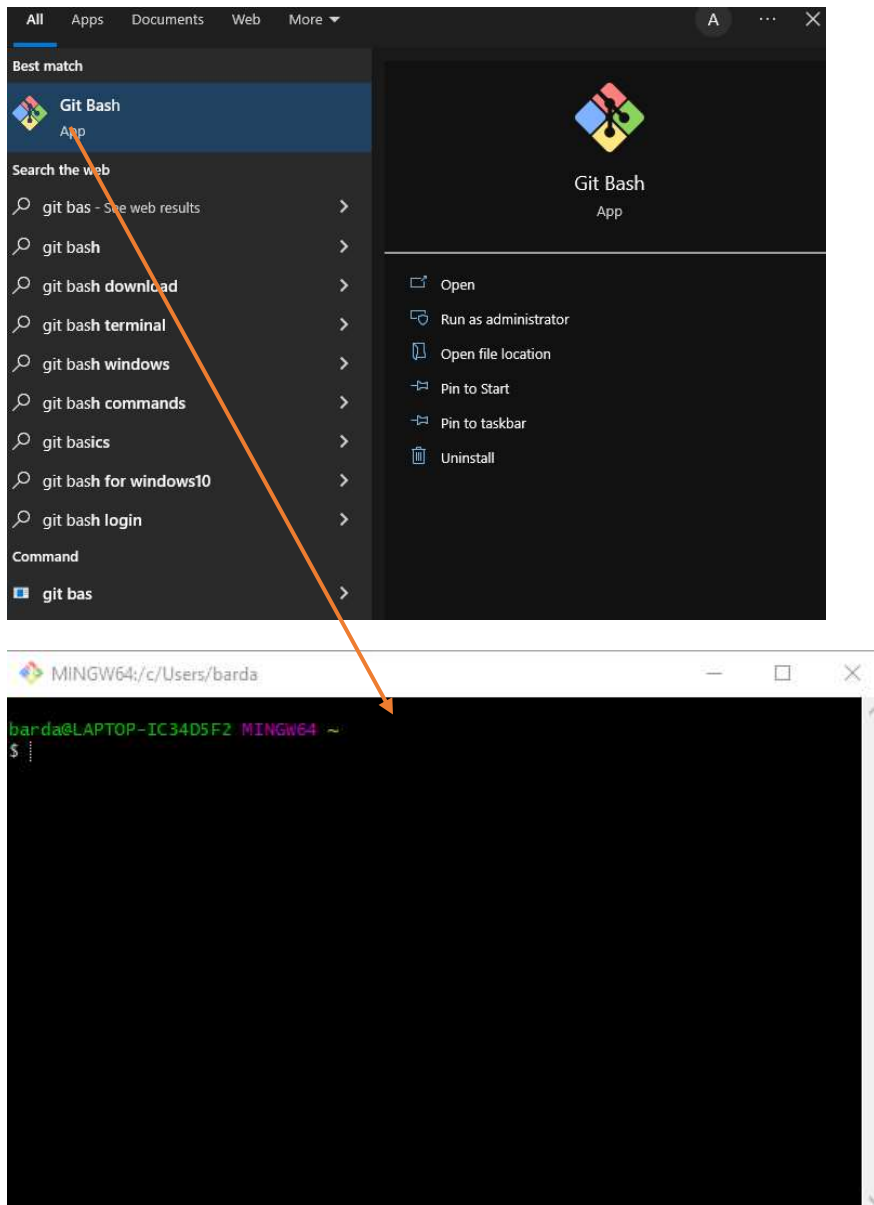 All Apps Documents Web More A ...
Best match
Git Bash
App
Search the web
git bas - See web results
git bash
git bash download
git bash terminal
git bash windows
git bash commands
git basics
git bash for windows10
git bash login
Command
git bas
Git Bash
App
Open
Run as administrator
Open file location
Pin to Start
Pin to taskbar
Uninstall
MINGW64:/c/Users/barda
barda@LAPTOP-IC34D5F2 MINGW64 ~
$